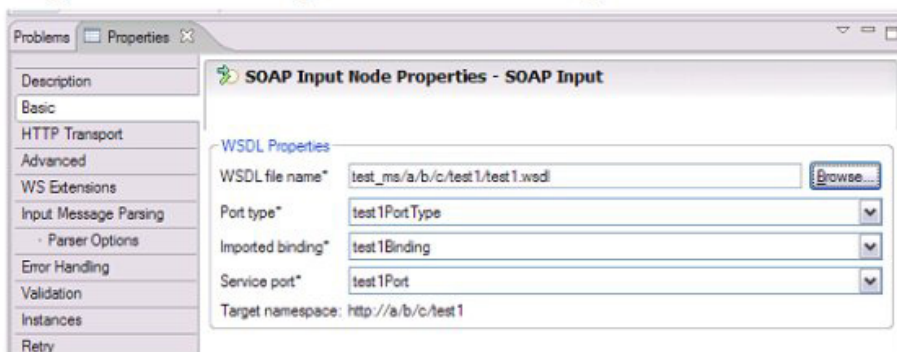 Problems Properties
SOAP Input Node Properties - SOAP Input
Description
Basic
HTTP Transport
Advanced
WS Extensions
Input Message Parsing
· Parser Options
Error Handling
Validation
Instances
Retry
WSDL Properties
WSDL file name* test_ms/a/b/c/test1/test1.wsdl Browse...
Port type* test1PortType
Imported binding* test1Binding
Service port* test1Port
Target namespace: http://a/b/c/test1